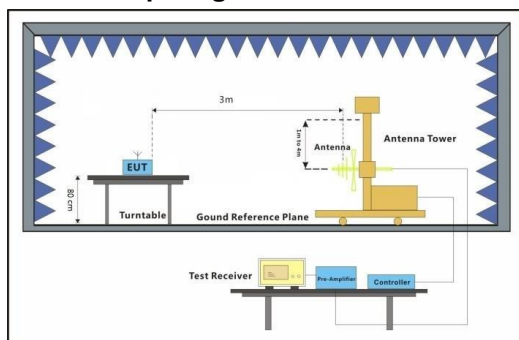 3m
1m to 4m
Antenna
Antenna Tower
EUT
80 cm
Turntable
Gound Reference Plane
Test Receiver
Pre-Amplifier
Controller